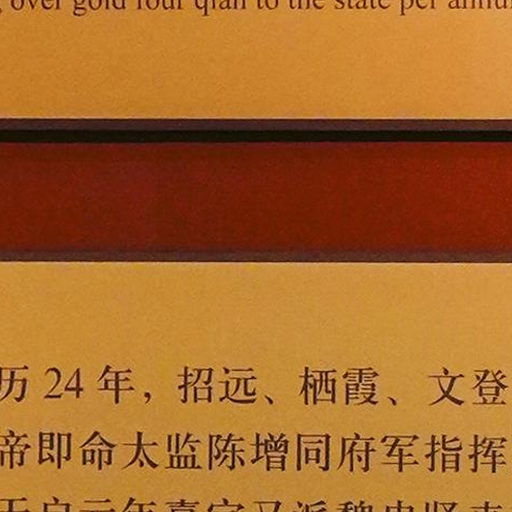 over gold four qian to the state per annu
历 24 年，招远、栖霞、文登
帝即命太监陈增同府军指挥